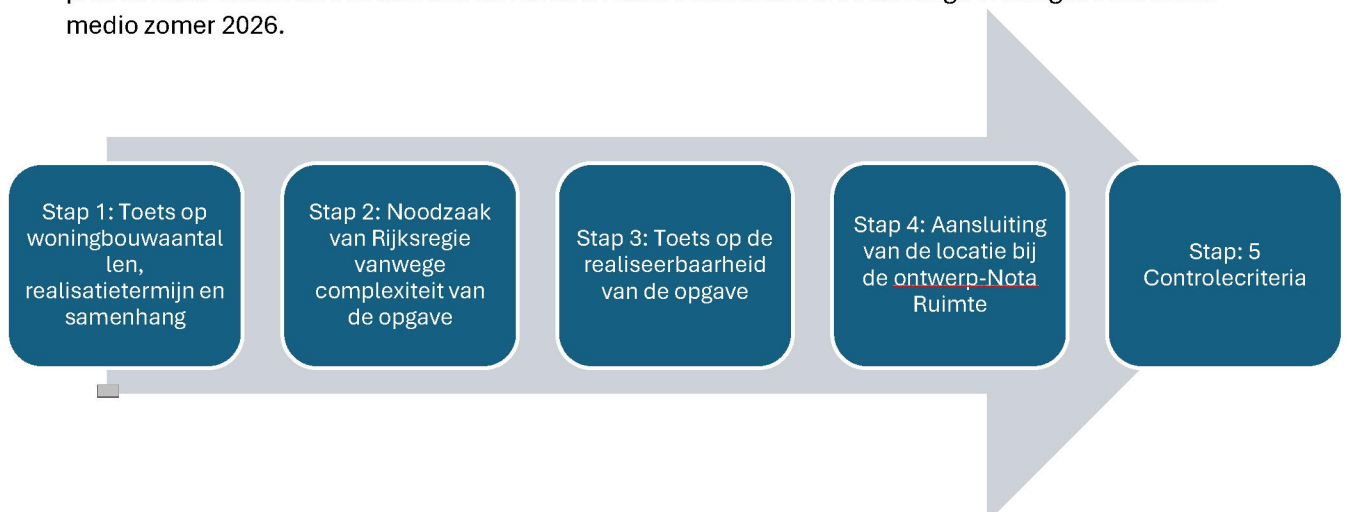 medio zomer 2026.
Stap 1: Toets op
woningbouwaantal
len,
realisatietermijn en
samenhang
Stap 2: Noodzaak
van Rijksregie
vanwege
complexiteit van
de opgave
Stap 3: Toets op de
realiseerbaarheid
van de opgave
Stap 4: Aansluiting
van de locatie bij
de ontwerp-Nota
Ruimte
Stap: 5
Controlecriteria